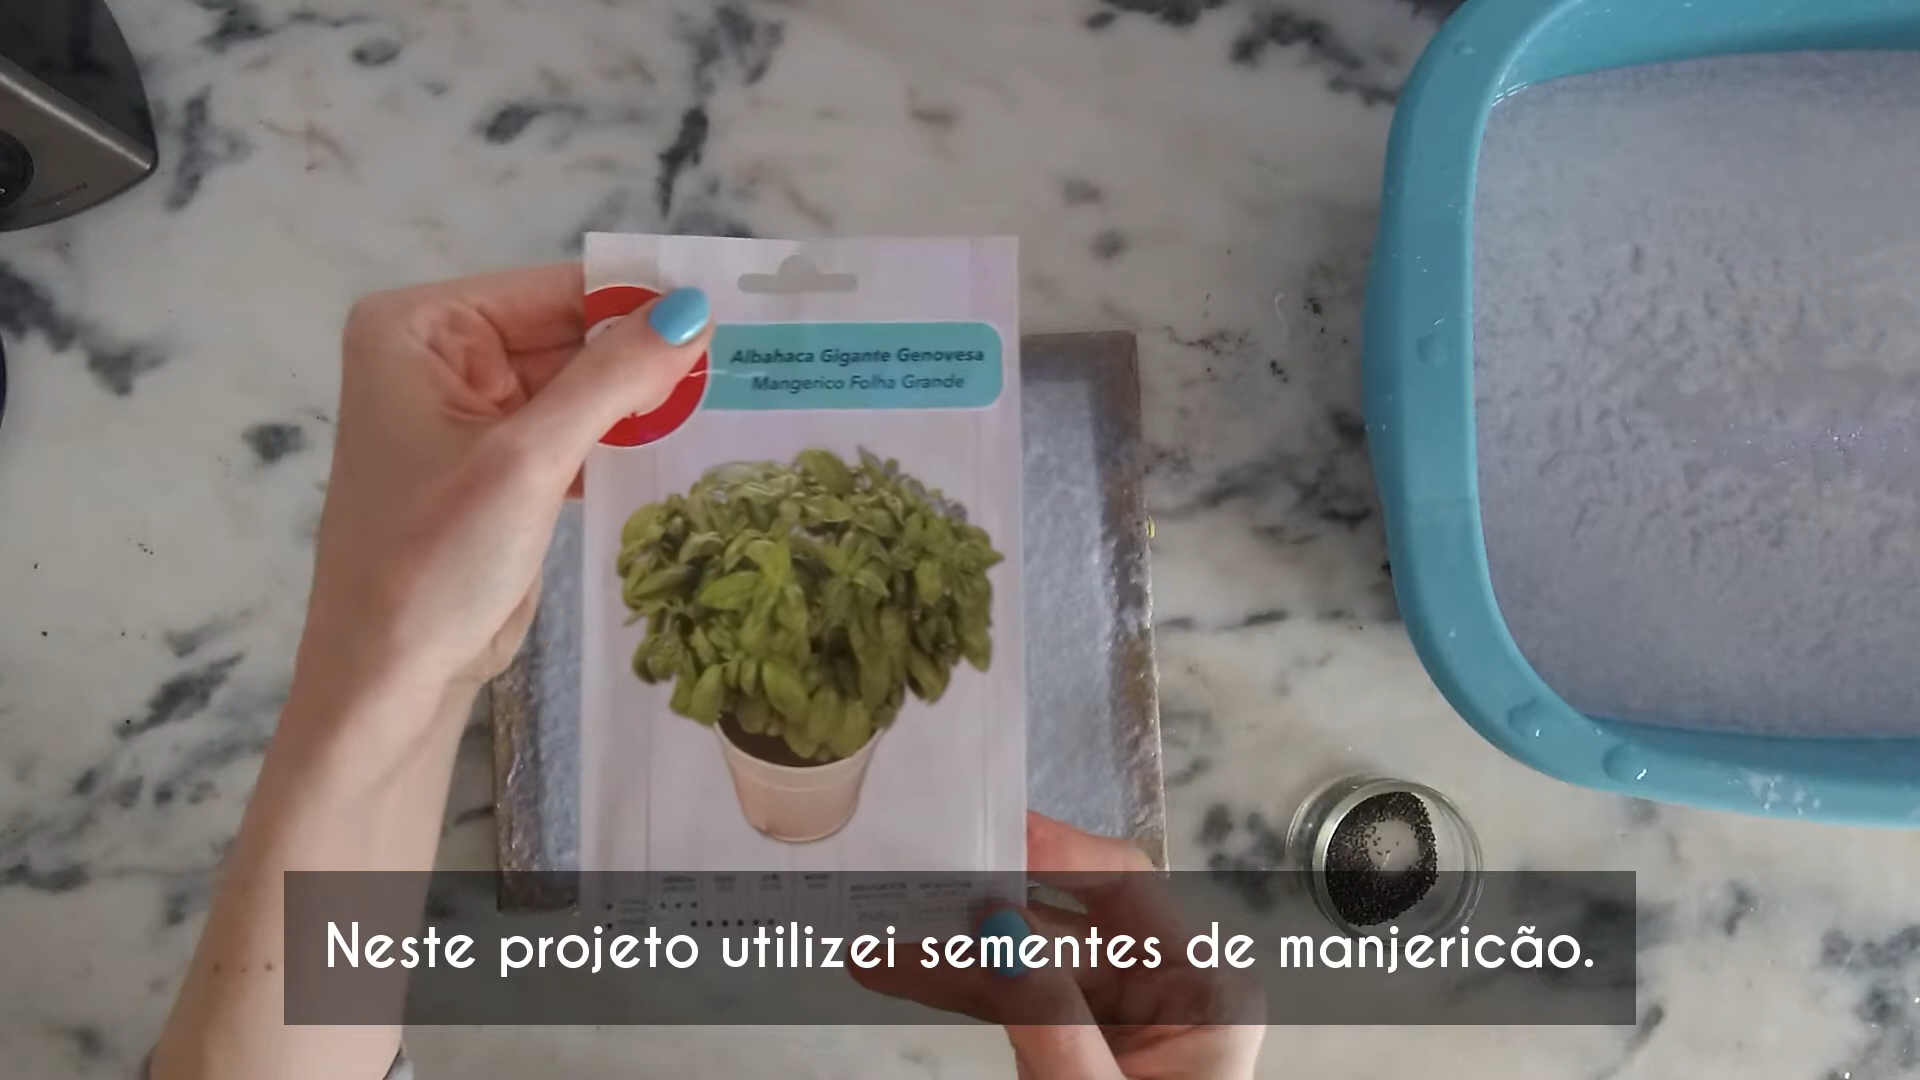 Albahaca Gigante Genovesa
Mangerico Folha Grande
Neste projeto utilizei sementes de manjericão.